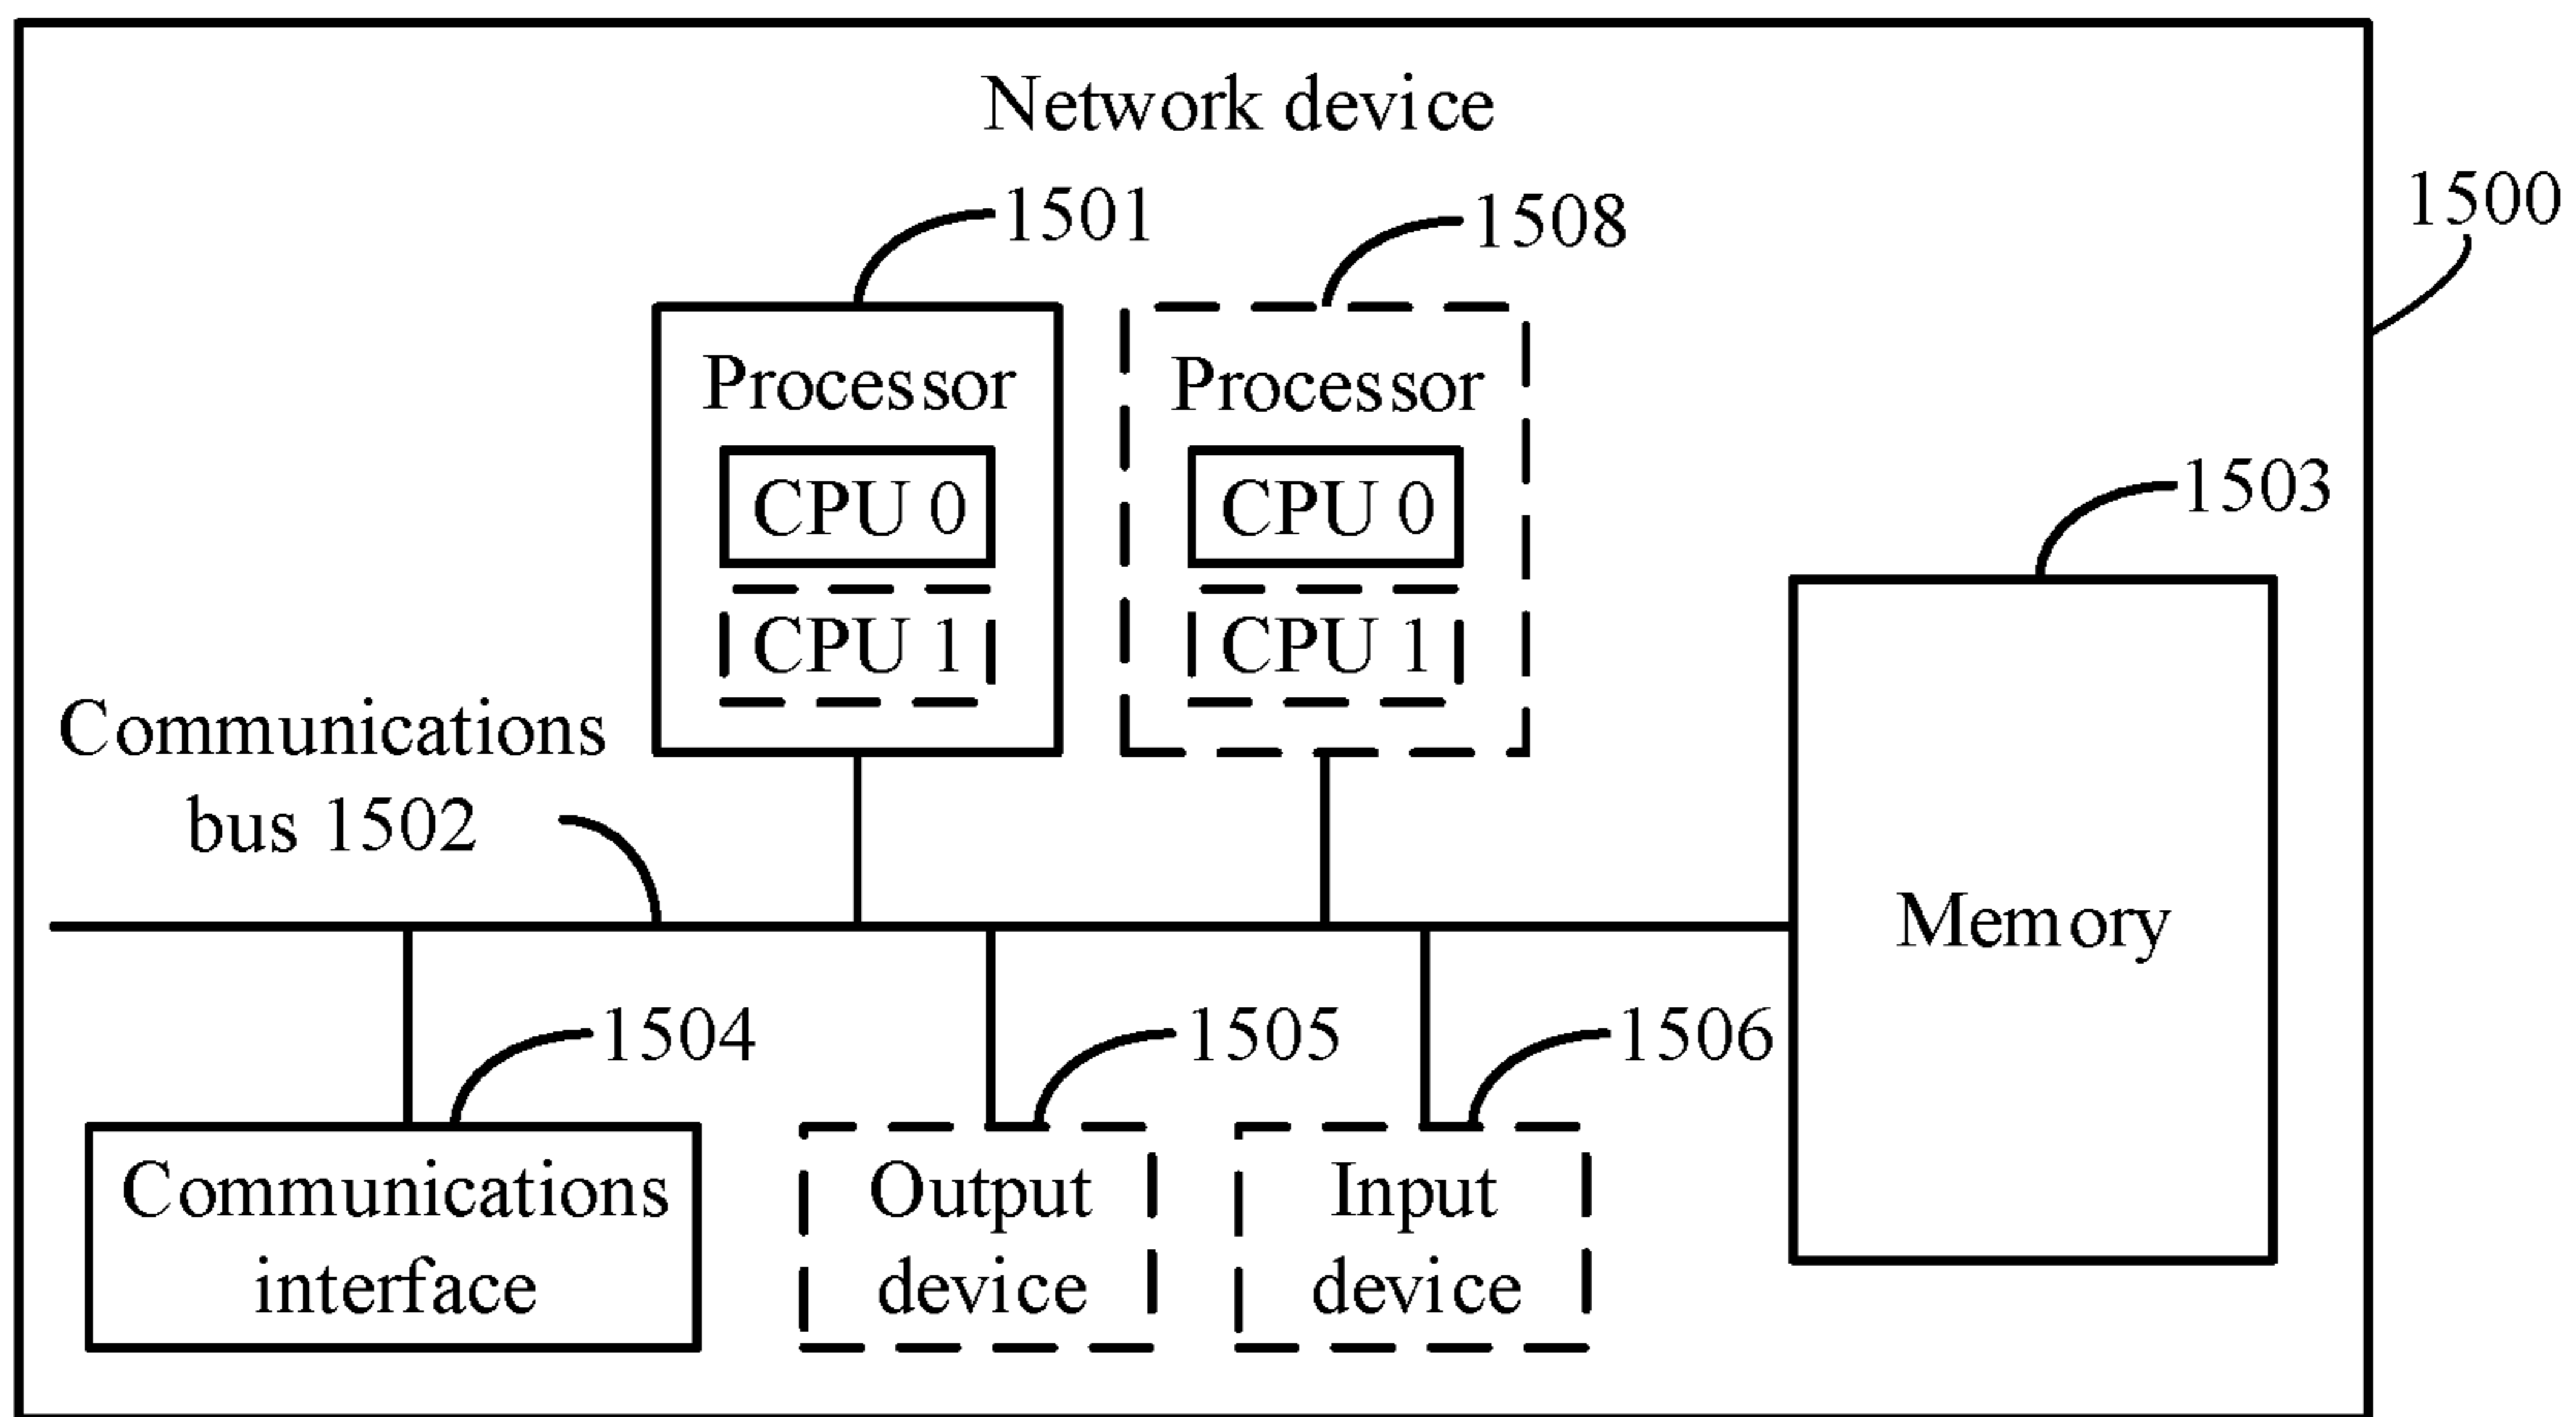 Network device
1500
1501
1508
Processor
CPU 0
CPU 1
Processor
CPU 0
CPU 1
1503
Communications
bus 1502
Memory
1504
1505
1506
Communications
interface
Output
device
Input
device